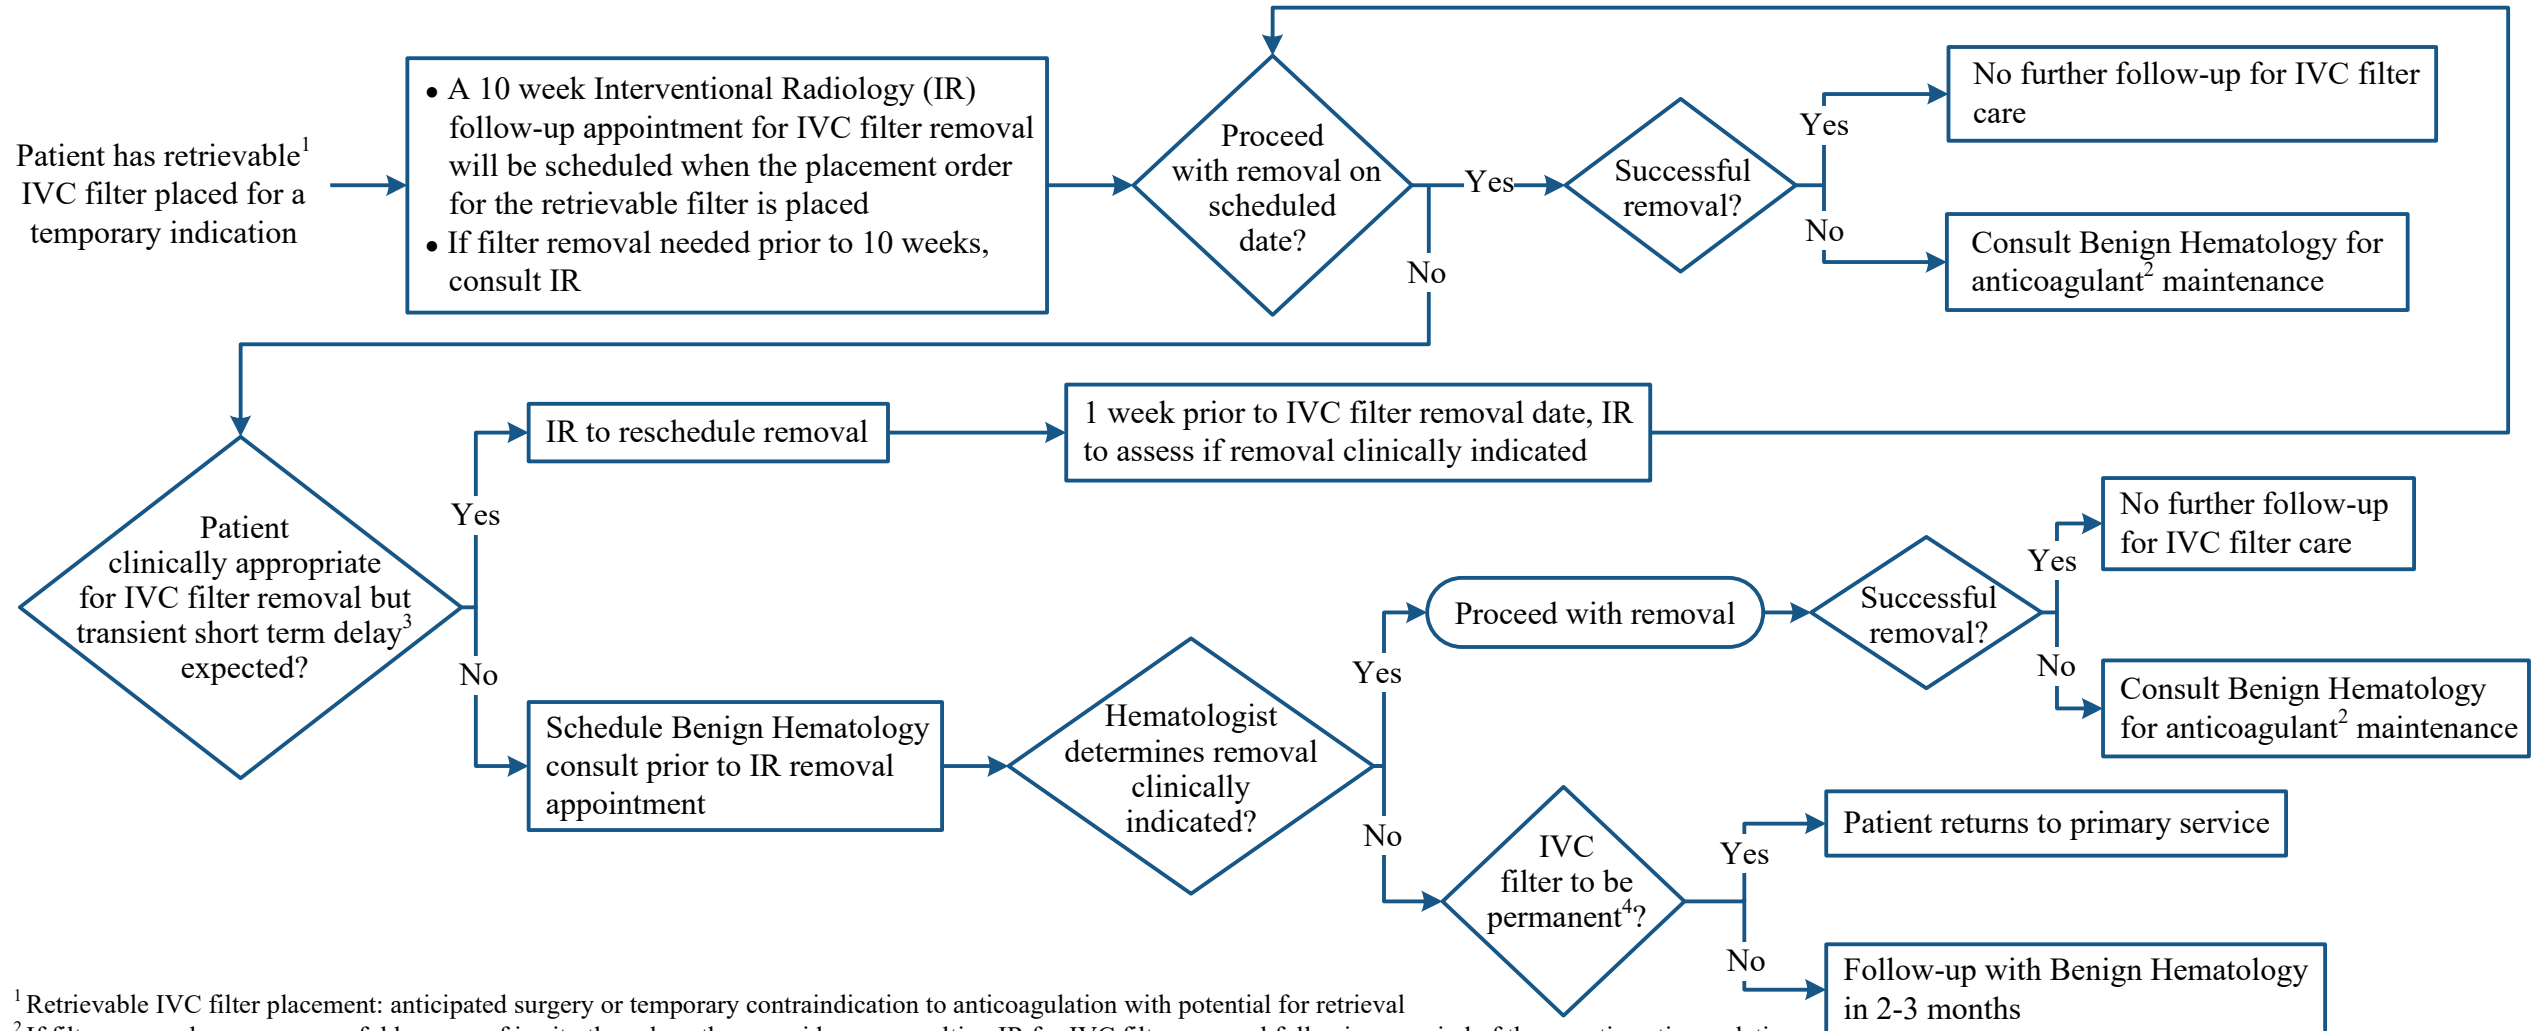 Patient has retrievable1
IVC filter placed for a
temporary indication
● A 10 week Interventional Radiology (IR)
follow-up appointment for IVC filter removal
will be scheduled when the placement order
for the retrievable filter is placed
● If filter removal needed prior to 10 weeks,
consult IR
Proceed
with removal on
scheduled
date?
Yes
No
Successful
removal?
Yes
No further follow-up for IVC filter
care
No
Consult Benign Hematology for
anticoagulant2 maintenance
Patient
clinically appropriate
for IVC filter removal but
transient short term delay3
expected?
Yes
IR to reschedule removal
1 week prior to IVC filter removal date, IR
to assess if removal clinically indicated
No
Schedule Benign Hematology
consult prior to IR removal
appointment
Hematologist
determines removal
clinically
indicated?
Yes
Proceed with removal
Successful
removal?
Yes
No further follow-up
for IVC filter care
No
Consult Benign Hematology
for anticoagulant2 maintenance
No
IVC
filter to be
permanent4?
Yes
Patient returns to primary service
No
Follow-up with Benign Hematology
in 2-3 months
1 Retrievable IVC filter placement: anticipated surgery or temporary contraindication to anticoagulation with potential for retrieval
2